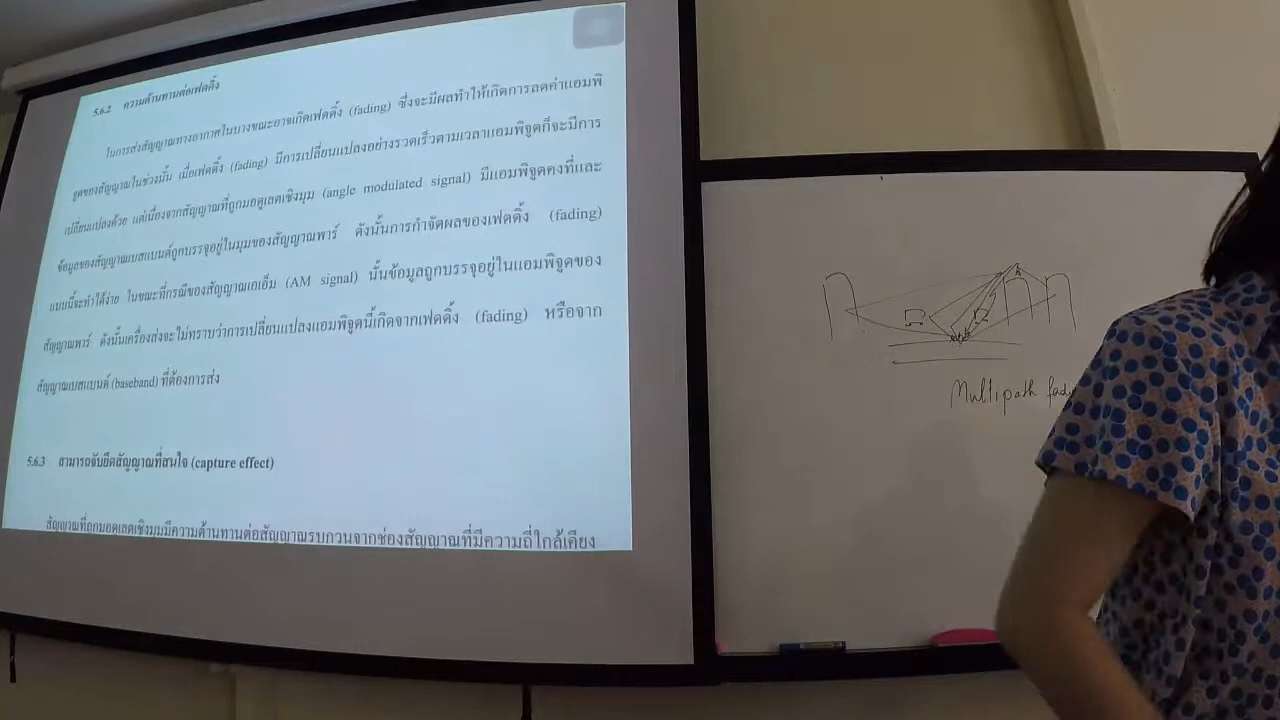 5.6.2 ความต้านทานต่อเฟดดิ้ง
ในการส่งสัญญาณทางอากาศในบางขณะอาจเกิดเฟดดิ้ง (fading) ซึ่งจะมีผลทำให้เกิดการลดค่าแอมพิ
จูดของสัญญาณในช่วงนั้น เมื่อเฟดดิ้ง (fading) มีการเปลี่ยนแปลงอย่างรวดเร็วตามเวลาแอมพิจูดก็จะมีการ
เปลี่ยนแปลงด้วย แต่เนื่องจากสัญญาณที่ถูกมอดูเลตเชิงมุม (angle modulated signal) มีแอมพิจูดคงที่และ
ข้อมูลของสัญญาณเบสแบนด์ถูกบรรจุอยู่ในมุมของสัญญาณพาร์ ดังนั้นการกำจัดผลของเฟดดิ้ง (fading)
แบบนี้จะทำได้ง่าย ในขณะที่กรณีของสัญญาณเอเอ็ม (AM signal) นั้นข้อมูลถูกบรรจุอยู่ในแอมพิจูดของ
สัญญาณพาร์ ดังนั้นเครื่องส่งจะไม่ทราบว่าการเปลี่ยนแปลงแอมพิจูดนี้เกิดจากเฟดดิ้ง (fading) หรือจาก
สัญญาณเบสแบนด์ (baseband) ที่ต้องการส่ง
5.6.3 สามารถจับยึดสัญญาณที่สนใจ (capture effect)
สัญญาณที่ถูกมอดูเลตเชิงมุมมีความต้านทานต่อสัญญาณรบกวนจากช่องสัญญาณที่มีความถี่ใกล้เคียง
Multipath